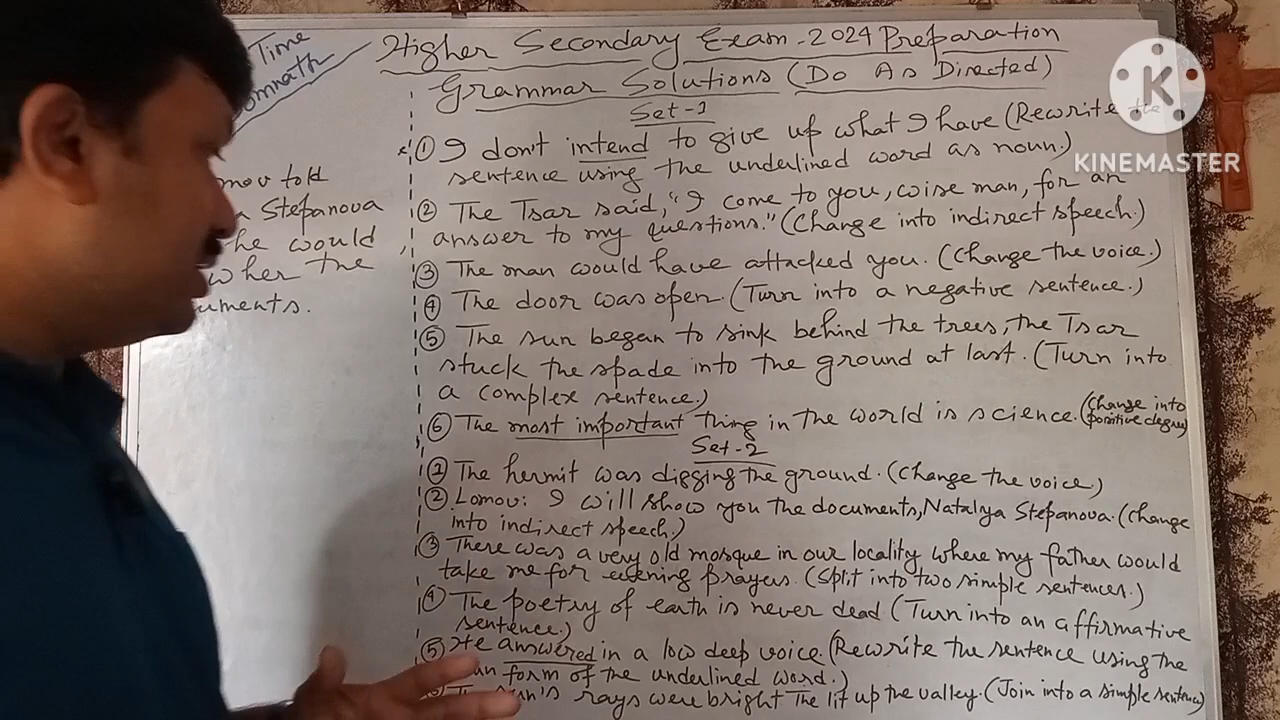 Time
Higher Secondary Exam-2024 Preparation
Grammar Solutions (Do As Directed)
Set-1
① I don't intend to give up what I have (Rewrite the
sentence using the underlined word as noun.)
② The Tsar said, "I come to you, wise man, for an
answer to my questions." (Change into indirect speech.)
③ The man would have attacked you. (Change the voice.)
④ The door was open. (Turn into a negative sentence.)
⑤ The sun began to sink behind the trees, the Tsar
stuck the spade into the ground at last. (Turn into
a complex sentence.)
⑥ The most important thing in the world is science. (Change into
positive degree)
Set-2
① The hermit was digging the ground. (Change the voice)
②. Lomov: I will show you the documents, Natalya Stepanova. (Change
into indirect speech.)
③ There was a very old mosque in our locality where my father would
take me for evening prayers. (Split into two simple sentences.)
④ The poetry of earth is never dead (Turn into an affirmative
sentence.)
⑤ He answered in a low deep voice. (Rewrite the sentence using the
form of the underlined word.)
rays were bright The lit up the valley. (Join into a simple sentence)
told
Stepanova
he would
the
K
KINEMASTER